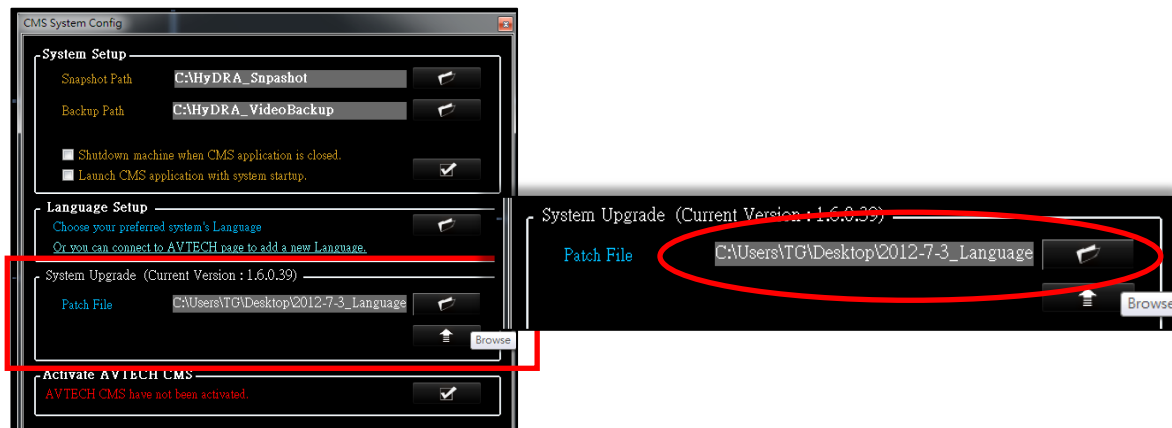 CMS System Config
System Setup
Snapshot Path C:\HyDRA_Snpashot
Backup Path C:\HyDRA_VideoBackup
Shutdown machine when CMS application is closed.
Launch CMS application with system startup.
Language Setup
Choose your preferred system's Language
Or you can connect to AVTECH page to add a new Language.
System Upgrade (Current Version : 1.6.0.39)
Patch File C:\Users\TG\Desktop\2012-7-3_Language
Browse
Activate AVTECH CMS
AVTECH CMS have not been activated.
System Upgrade (Current Version : 1.6.0.39)
Patch File C:\Users\TG\Desktop\2012-7-3_Language
Browse